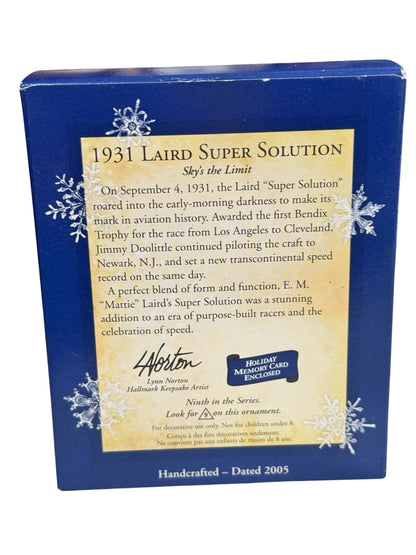 1931 LAIRD SUPER SOLUTION
Sky's the Limit
On September 4, 1931, the Laird "Super Solution"
roared into the early-morning darkness to make its
mark in aviation history. Awarded the first Bendix
Trophy for the race from Los Angeles to Cleveland,
Jimmy Doolittle continued piloting the craft to
Newark, N.J., and set a new transcontinental speed
record on the same day.
A perfect blend of form and function, E. M.
"Mattie" Laird's Super Solution was a stunning
addition to an era of purpose-built racers and the
celebration of speed.
LNorton
Lynn Norton
Hallmark Keepsake Artist
HOLIDAY
MEMORY CARD
ENCLOSED
Ninth in the Series.
Look for 9 on this ornament.
For decorative use only. Not for children under 8.
Conçu à des fins décoratives seulement.
Ne convient pas aux enfants de moins de 8 ans.
Handcrafted – Dated 2005